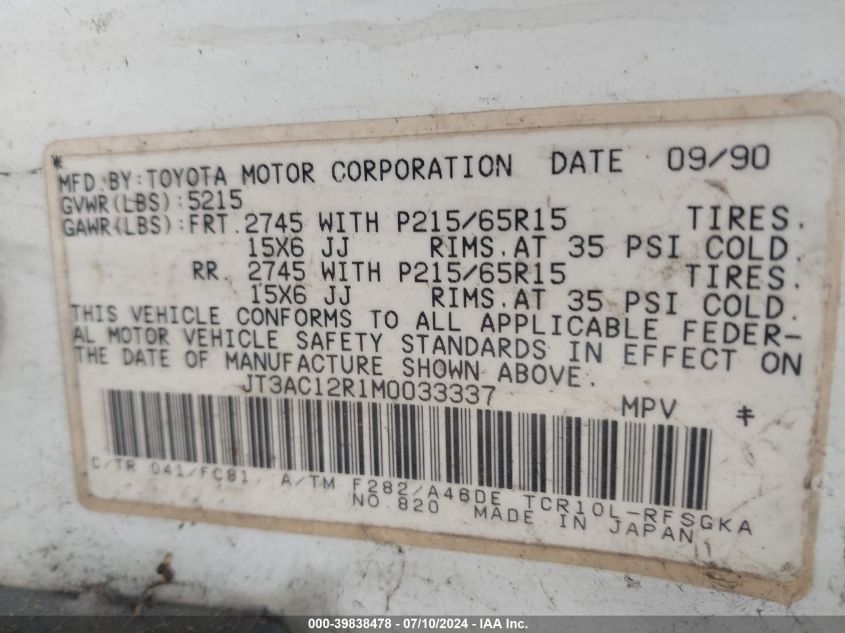 *
MFD.BY:TOYOTA MOTOR CORPORATION DATE 09/90
GVWR(LBS):5215
GAWR(LBS):FRT.2745 WITH P215/65R15 TIRES.
15X6 JJ RIMS.AT 35 PSI COLD.
RR. 2745 WITH P215/65R15 TIRES.
15X6 JJ RIMS.AT 35 PSI COLD.
THIS VEHICLE CONFORMS TO ALL APPLICABLE FEDER-
AL MOTOR VEHICLE SAFETY STANDARDS IN EFFECT ON
THE DATE OF MANUFACTURE SHOWN ABOVE.
JT3AC12R1M0033337 MPV ‡
C/TR 041/FC81 A/TM F282/A46DE TCR10L-RFSGKA
NO.820 MADE IN JAPAN
000-39838478 - 07/10/2024 - IAA Inc.